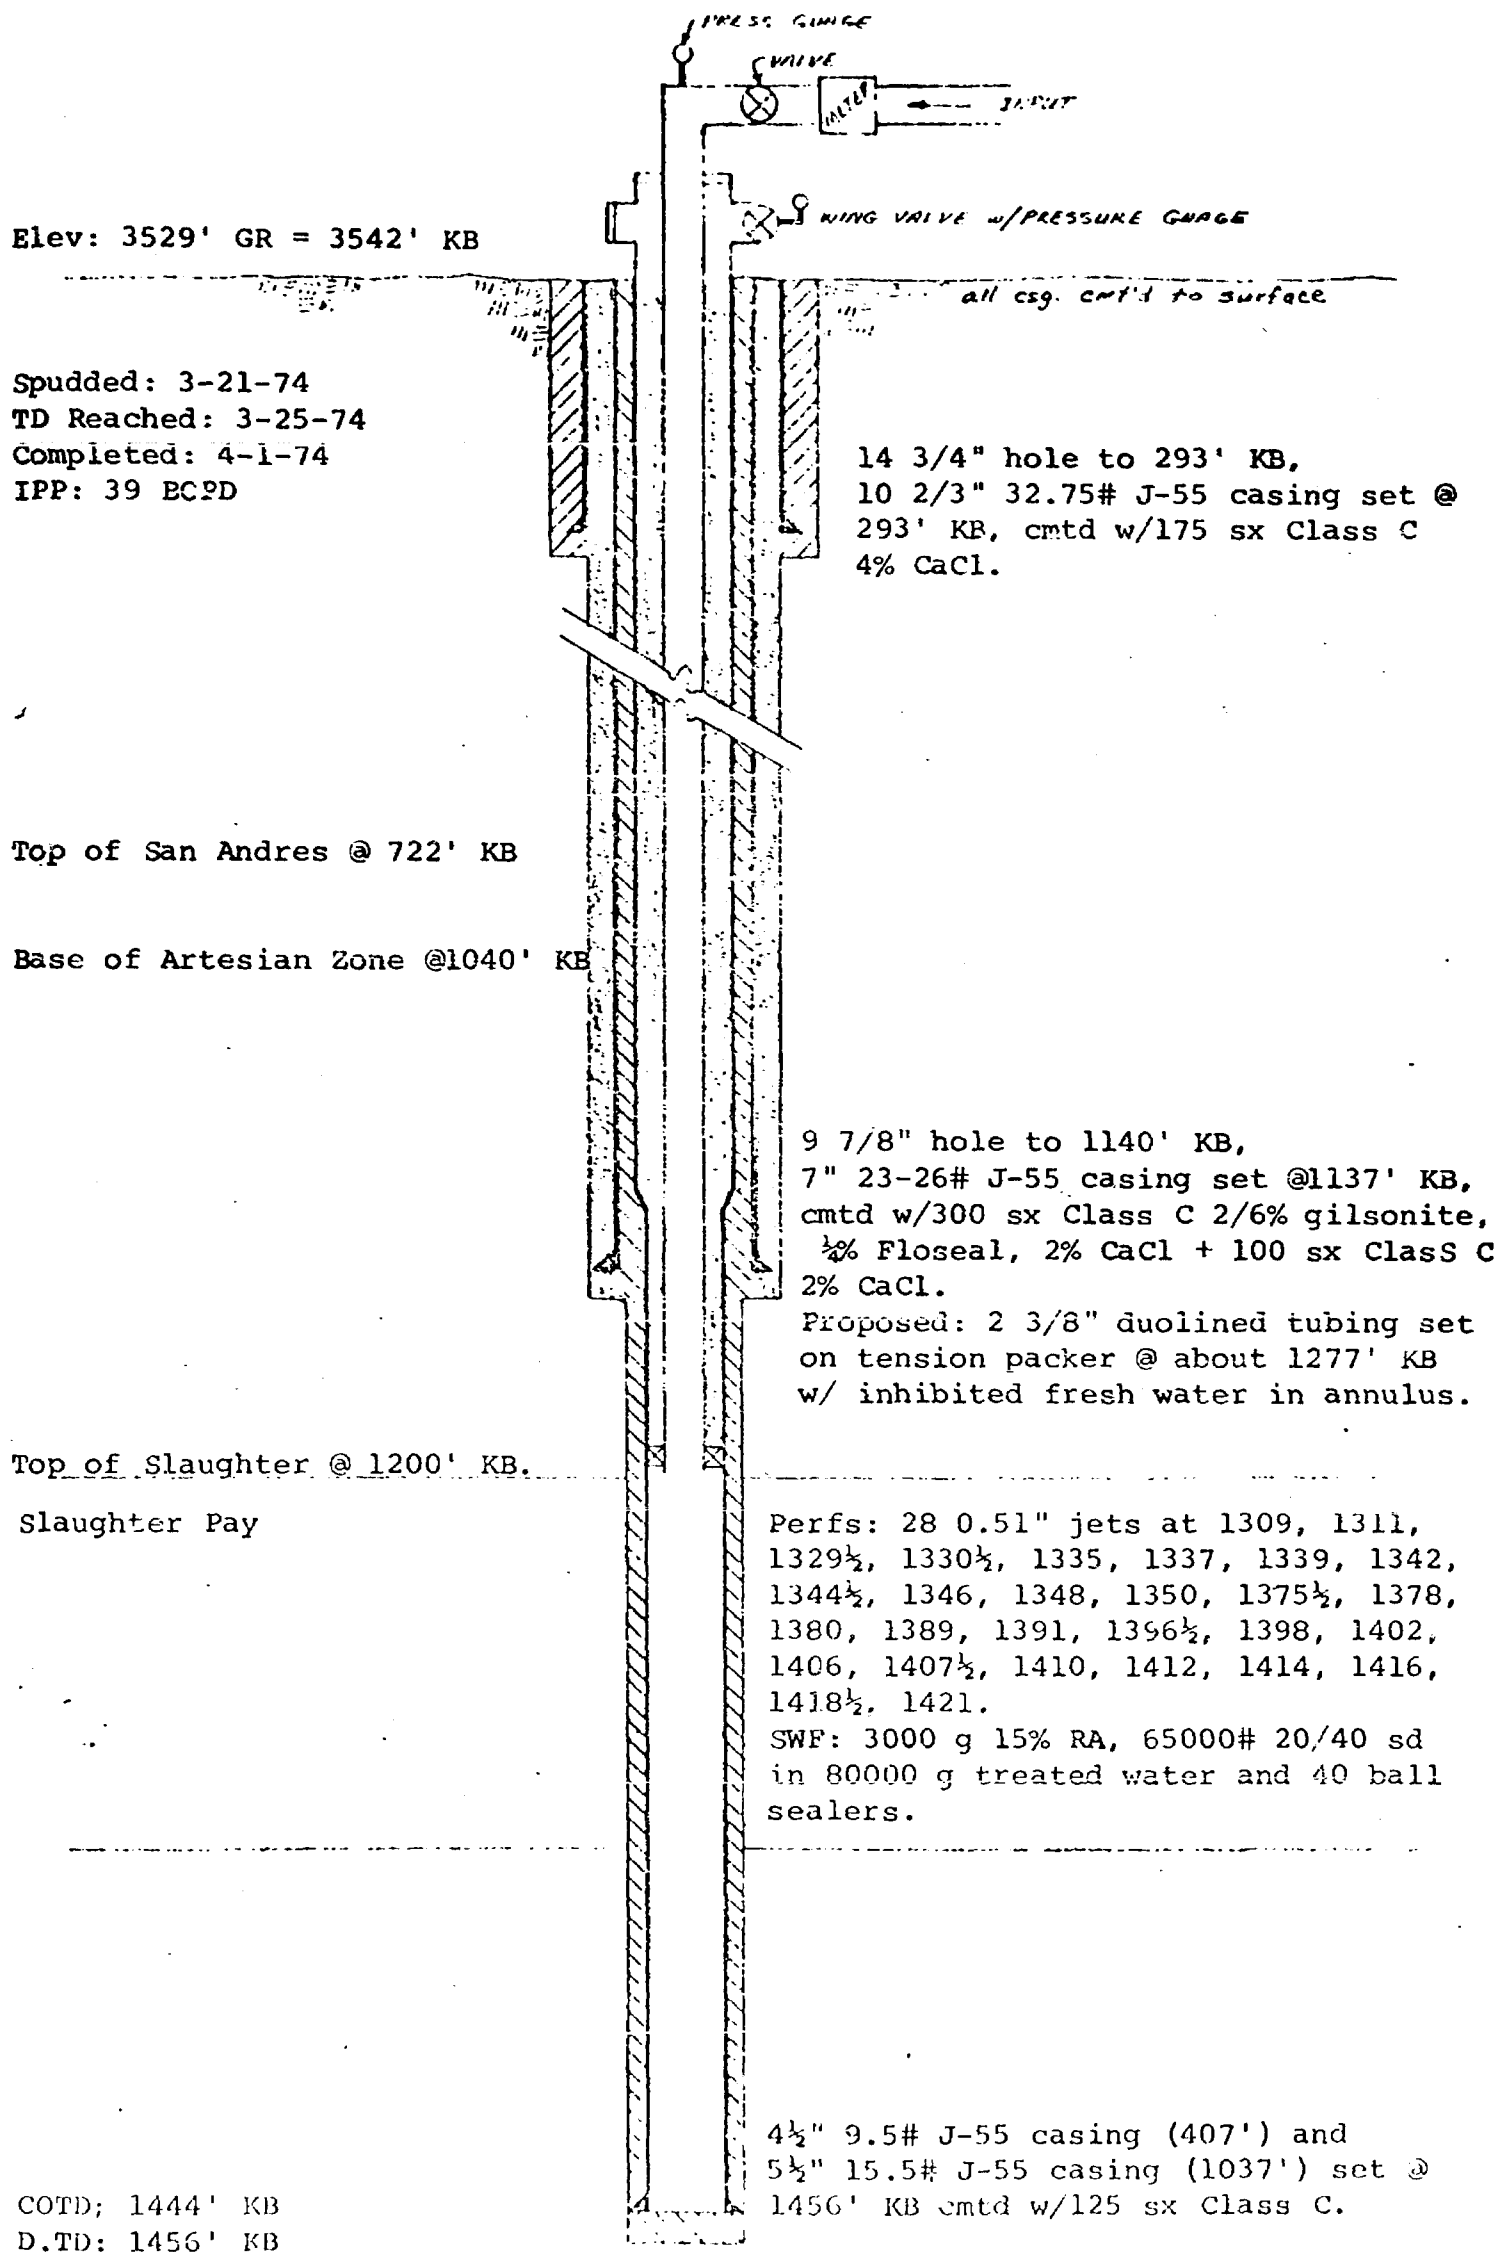 PRESS GUAGE
VALVE
METER
INPUT
WING VALVE w/PRESSURE GUAGE
Elev: 3529' GR = 3542' KB
all csg. cmt'd to surface
Spudded: 3-21-74
TD Reached: 3-25-74
Completed: 4-1-74
IPP: 39 BOPD
14 3/4" hole to 293' KB,
10 2/3" 32.75# J-55 casing set @
293' KB, cmtd w/175 sx Class C
4% CaCl.
Top of San Andres @ 722' KB
Base of Artesian Zone @1040' KB
9 7/8" hole to 1140' KB,
7" 23-26# J-55 casing set @1137' KB,
cmtd w/300 sx Class C 2/6% gilsonite,
¼% Floseal, 2% CaCl + 100 sx ClasS C
2% CaCl.
Proposed: 2 3/8" duolined tubing set
on tension packer @ about 1277' KB
w/ inhibited fresh water in annulus.
Top of Slaughter @ 1200' KB.
Slaughter Pay
Perfs: 28 0.51" jets at 1309, 1311,
1329½, 1330½, 1335, 1337, 1339, 1342,
1344½, 1346, 1348, 1350, 1375½, 1378,
1380, 1389, 1391, 1396½, 1398, 1402,
1406, 1407½, 1410, 1412, 1414, 1416,
1418½, 1421.
SWF: 3000 g 15% RA, 65000# 20/40 sd
in 80000 g treated water and 40 ball
sealers.
4½" 9.5# J-55 casing (407') and
5½" 15.5# J-55 casing (1037') set @
1456' KB cmtd w/125 sx Class C.
COTD; 1444' KB
D.TD: 1456' KB